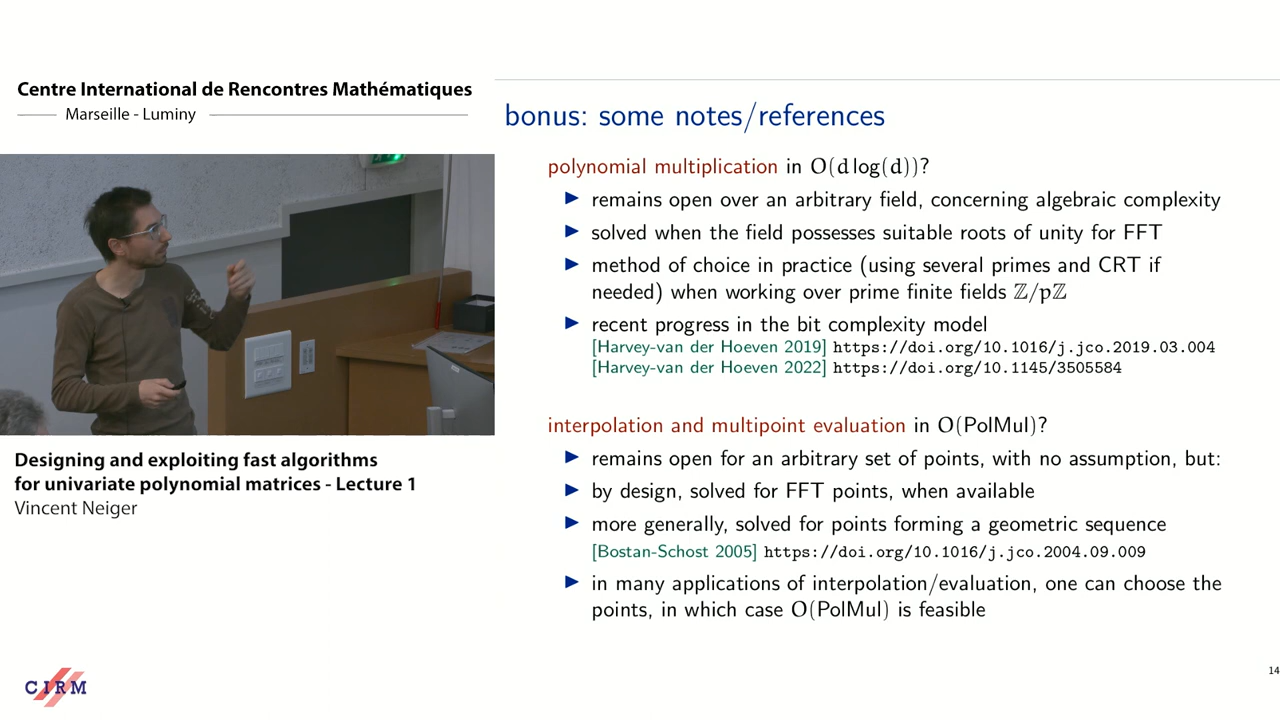 Centre International de Rencontres Mathématiques
Marseille - Luminy
bonus: some notes/references
polynomial multiplication in O(d log(d))?
▶ remains open over an arbitrary field, concerning algebraic complexity
▶ solved when the field possesses suitable roots of unity for FFT
▶ method of choice in practice (using several primes and CRT if
needed) when working over prime finite fields ℤ/pℤ
▶ recent progress in the bit complexity model
[Harvey-van der Hoeven 2019] https://doi.org/10.1016/j.jco.2019.03.004
[Harvey-van der Hoeven 2022] https://doi.org/10.1145/3505584
interpolation and multipoint evaluation in O(PolMul)?
▶ remains open for an arbitrary set of points, with no assumption, but:
▶ by design, solved for FFT points, when available
▶ more generally, solved for points forming a geometric sequence
[Bostan-Schost 2005] https://doi.org/10.1016/j.jco.2004.09.009
▶ in many applications of interpolation/evaluation, one can choose the
points, in which case O(PolMul) is feasible
Designing and exploiting fast algorithms
for univariate polynomial matrices - Lecture 1
Vincent Neiger
CIRM
14